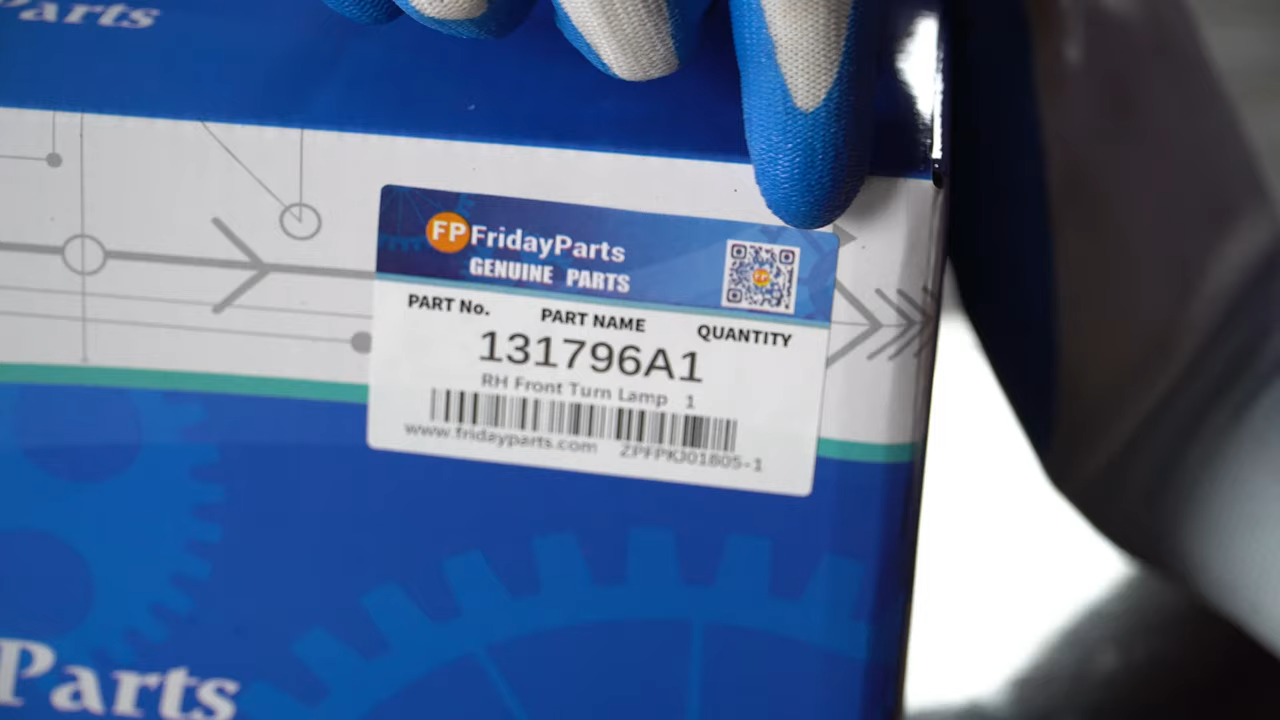 Parts
FP FridayParts
GENUINE PARTS
PART No. PART NAME QUANTITY
131796A1
RH Front Turn Lamp 1
www.fridayparts.com ZPFPKJ01805-1
Parts